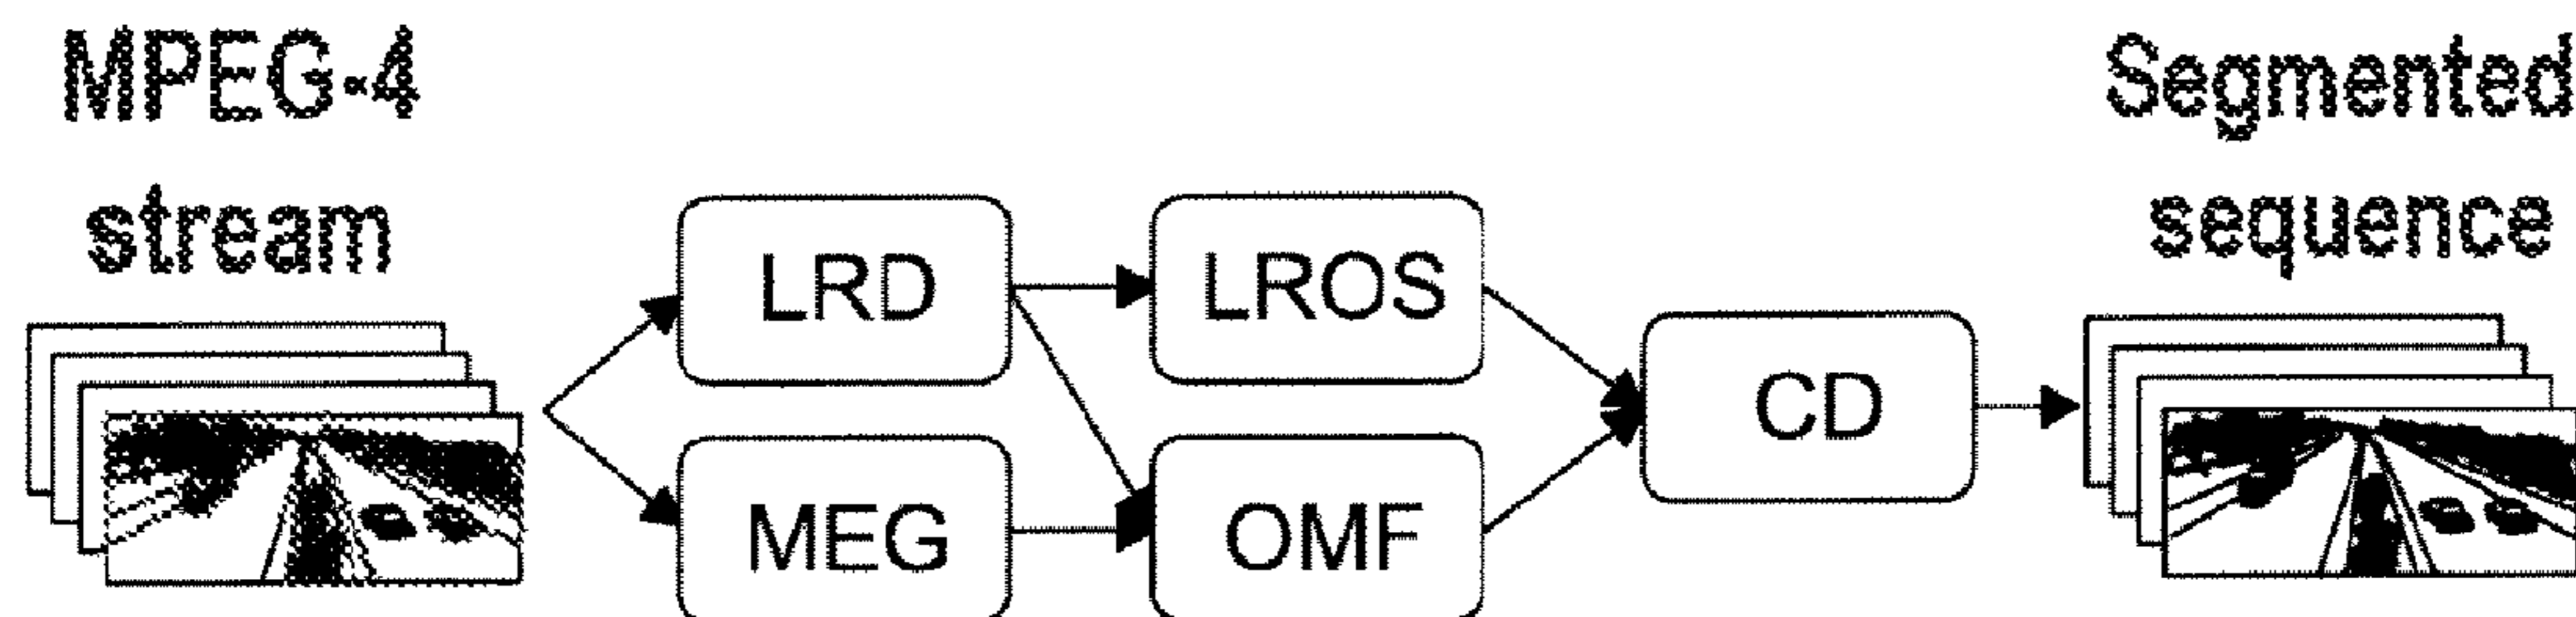 MPEG-4
stream
LRD
LROS
MEG
OMF
CD
Segmented
sequence